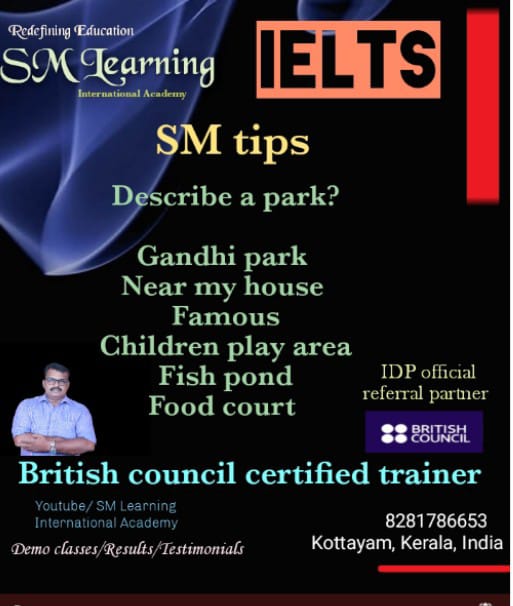 Redefining Education
SM Learning
International Academy
IELTS
SM tips
Describe a park?
Gandhi park
Near my house
Famous
Children play area
Fish pond
Food court
IDP official
referral partner
BRITISH
COUNCIL
British council certified trainer
Youtube/ SM Learning
International Academy
Demo classes/Results/Testimonials
8281786653
Kottayam, Kerala, India